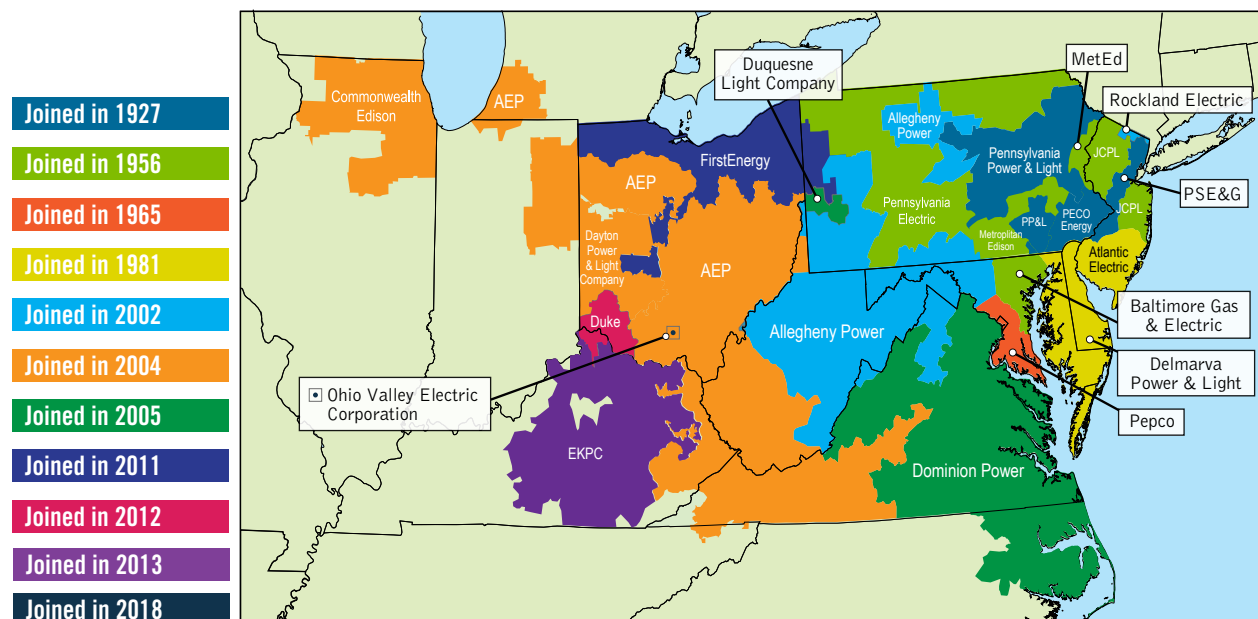 Joined in 1927
Joined in 1956
Joined in 1965
Joined in 1981
Joined in 2002
Joined in 2004
Joined in 2005
Joined in 2011
Joined in 2012
Joined in 2013
Joined in 2018
Commonwealth
Edison
AEP
Duquesne
Light Company
MetEd
Rockland Electric
Allegheny
Power
FirstEnergy
Pennsylvania
Power & Light
JCPL
PSE&G
AEP
Pennsylvania
Electric
PP&L
PECO
Energy
JCPL
Metroplitan
Edison
Dayton
Power
& Light
Company
AEP
Atlantic
Electric
Duke
Allegheny Power
Baltimore Gas
& Electric
Delmarva
Power & Light
Ohio Valley Electric
Corporation
Pepco
EKPC
Dominion Power